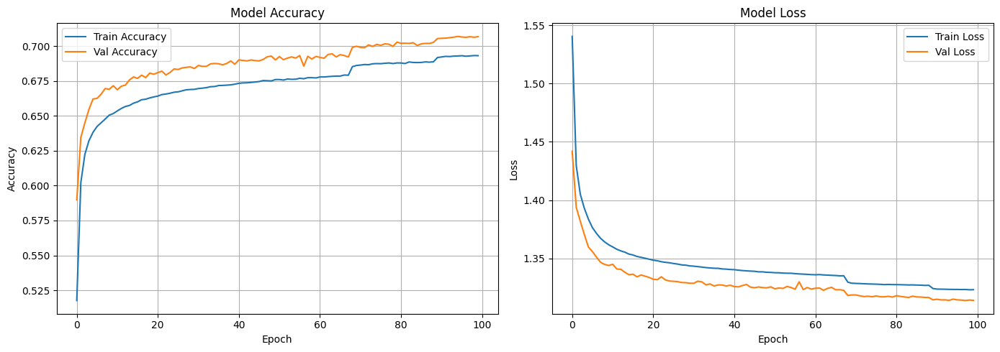 Model Accuracy
Train Accuracy
Val Accuracy
0.700
0.675
0.650
0.625
0.600
0.575
0.550
0.525
Accuracy
0
20
40
60
80
100
Epoch
Model Loss
Train Loss
Val Loss
1.55
1.50
1.45
1.40
1.35
Loss
0
20
40
60
80
100
Epoch